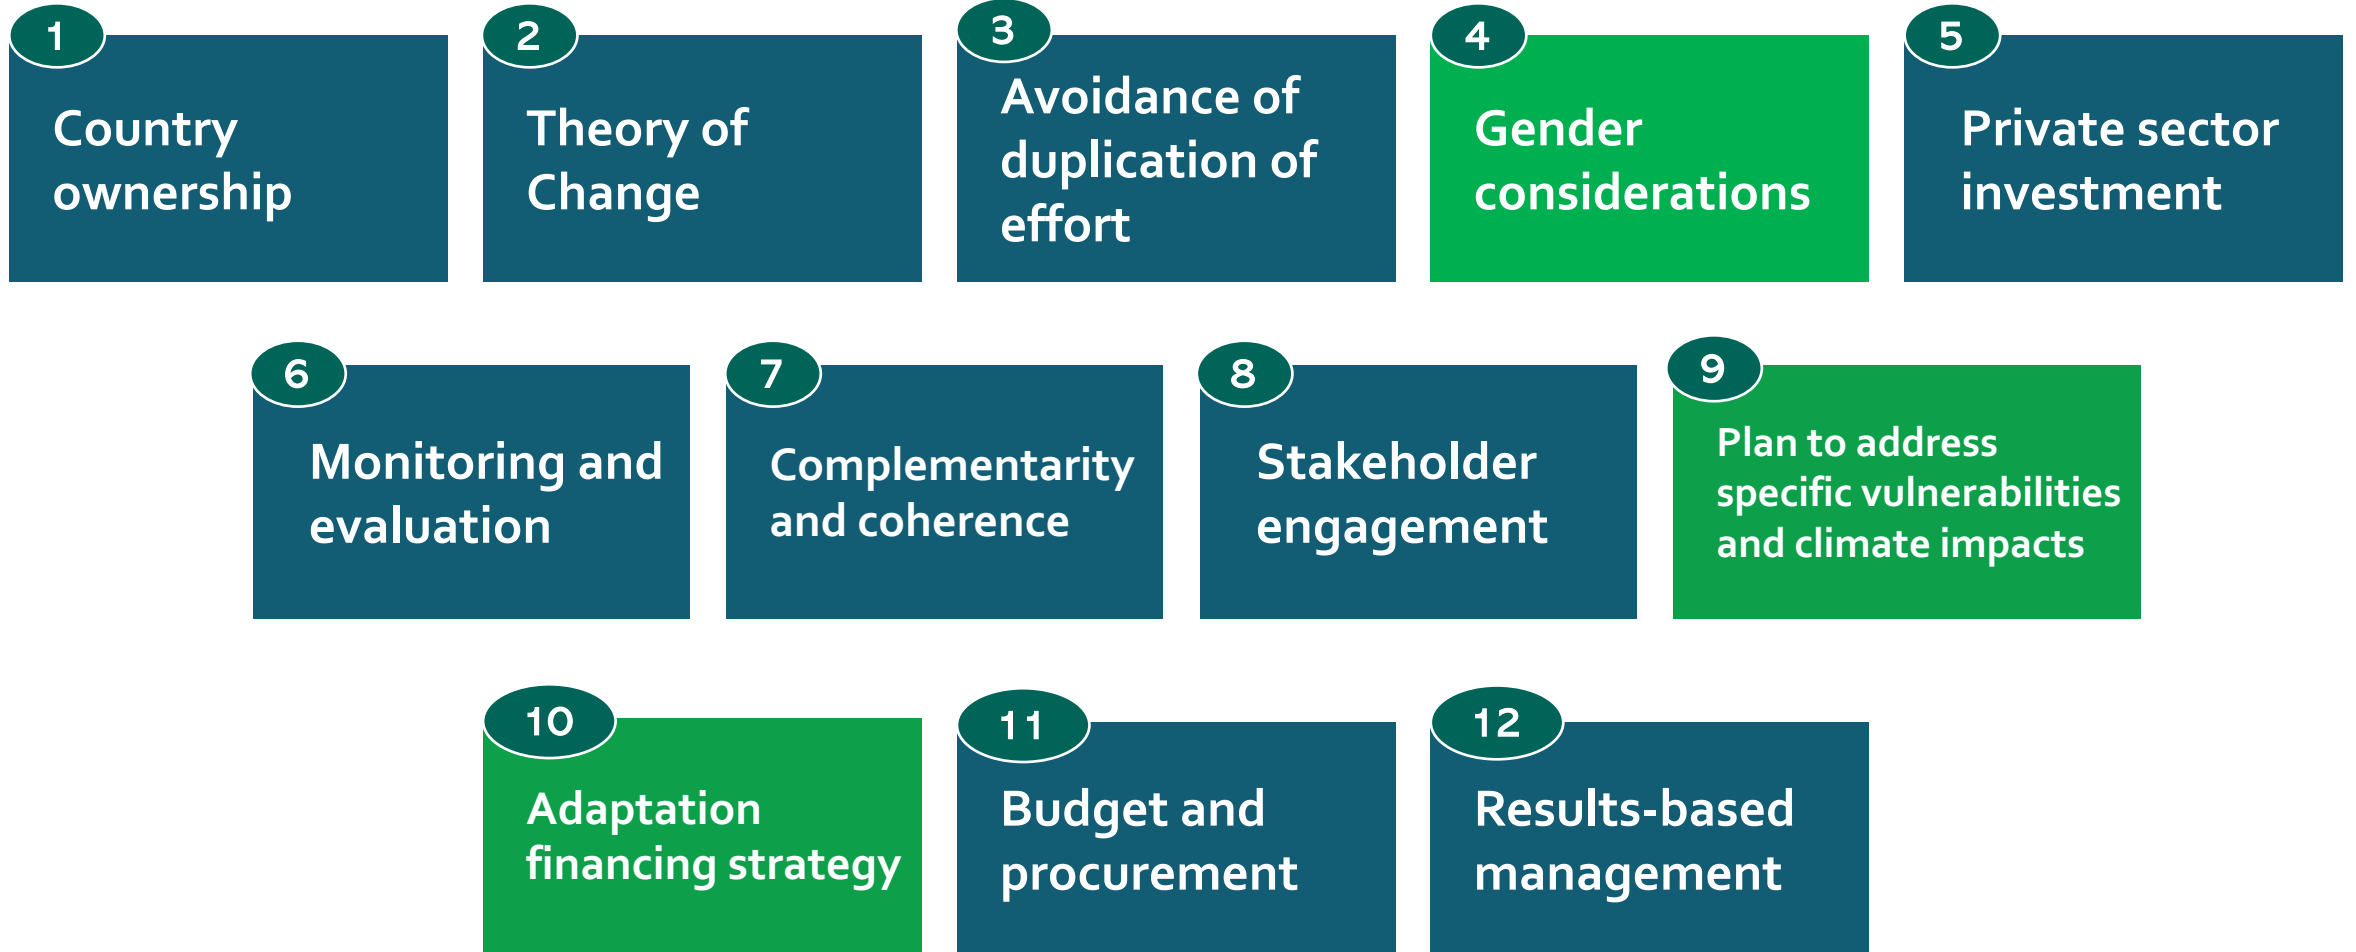 1
Country
ownership
2
Theory of
Change
3
Avoidance of
duplication of
effort
4
Gender
considerations
5
Private sector
investment
6
Monitoring and
evaluation
7
Complementarity
and coherence
8
Stakeholder
engagement
9
Plan to address
specific vulnerabilities
and climate impacts
10
Adaptation
financing strategy
11
Budget and
procurement
12
Results-based
management